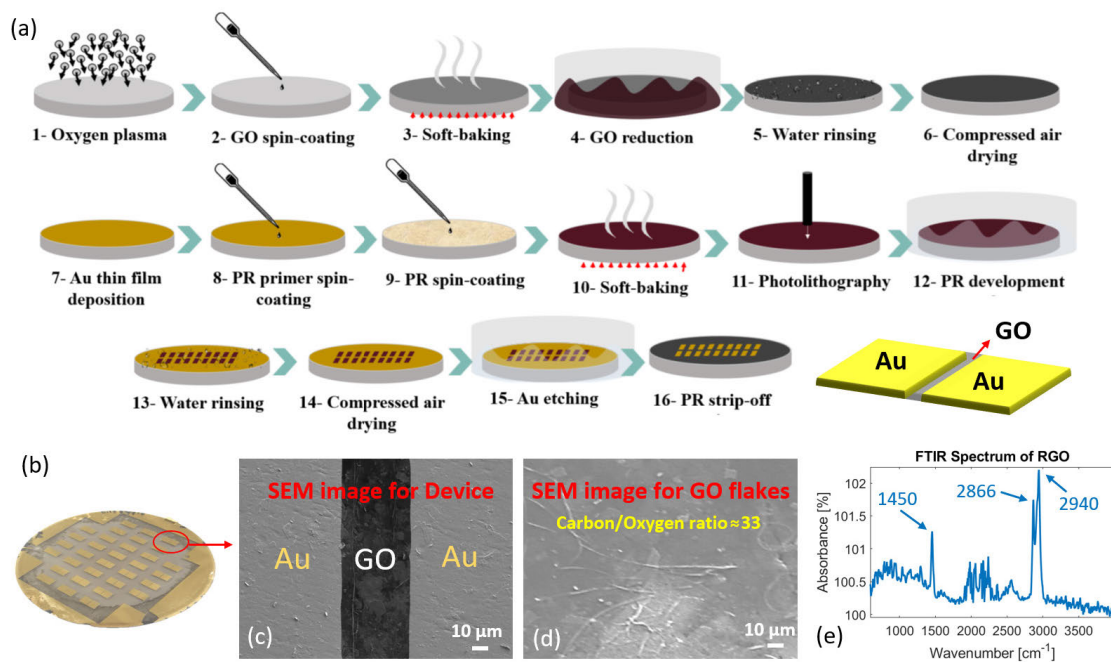 (a)
1- Oxygen plasma
2- GO spin-coating
3- Soft-baking
4- GO reduction
5- Water rinsing
6- Compressed air
drying
7- Au thin film
deposition
8- PR primer spin-
coating
9- PR spin-coating
10- Soft-baking
11- Photolithography
12- PR development
13- Water rinsing
14- Compressed air
drying
15- Au etching
16- PR strip-off
GO
Au
Au
(b)
SEM image for Device
Au
GO
Au
(c)
10 µm
SEM image for GO flakes
Carbon/Oxygen ratio≈33
(d)
10 µm
FTIR Spectrum of RGO
1450
2866
2940
Absorbance [%]
102
101.5
101
100.5
100
1000
1500
2000
2500
3000
3500
Wavenumber [cm⁻¹]
(e)